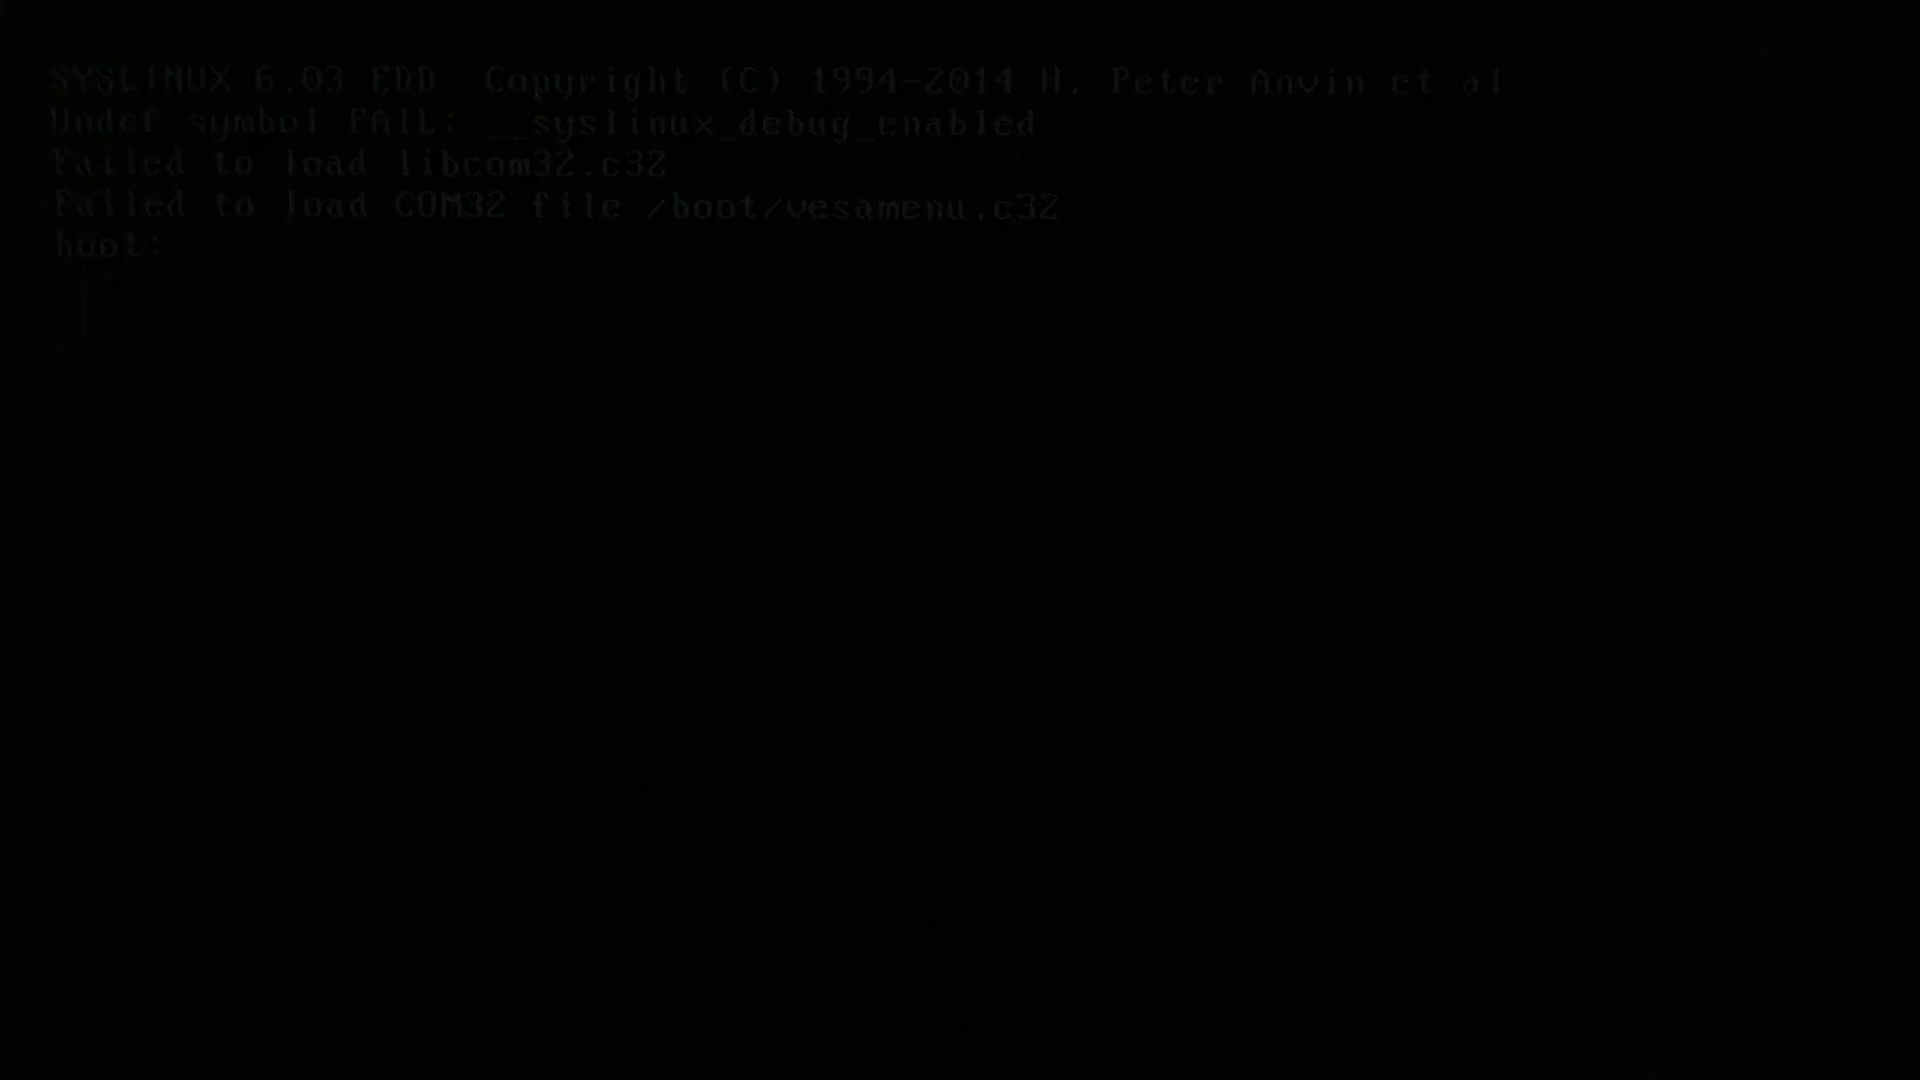 SYSLINUX 6.03 EDD  Copyright (C) 1994-2014 H. Peter Anvin et al
Undef symbol FAIL: __syslinux_debug_enabled
Failed to load libcom32.c32
Failed to load COM32 file /boot/vesamenu.c32
boot: